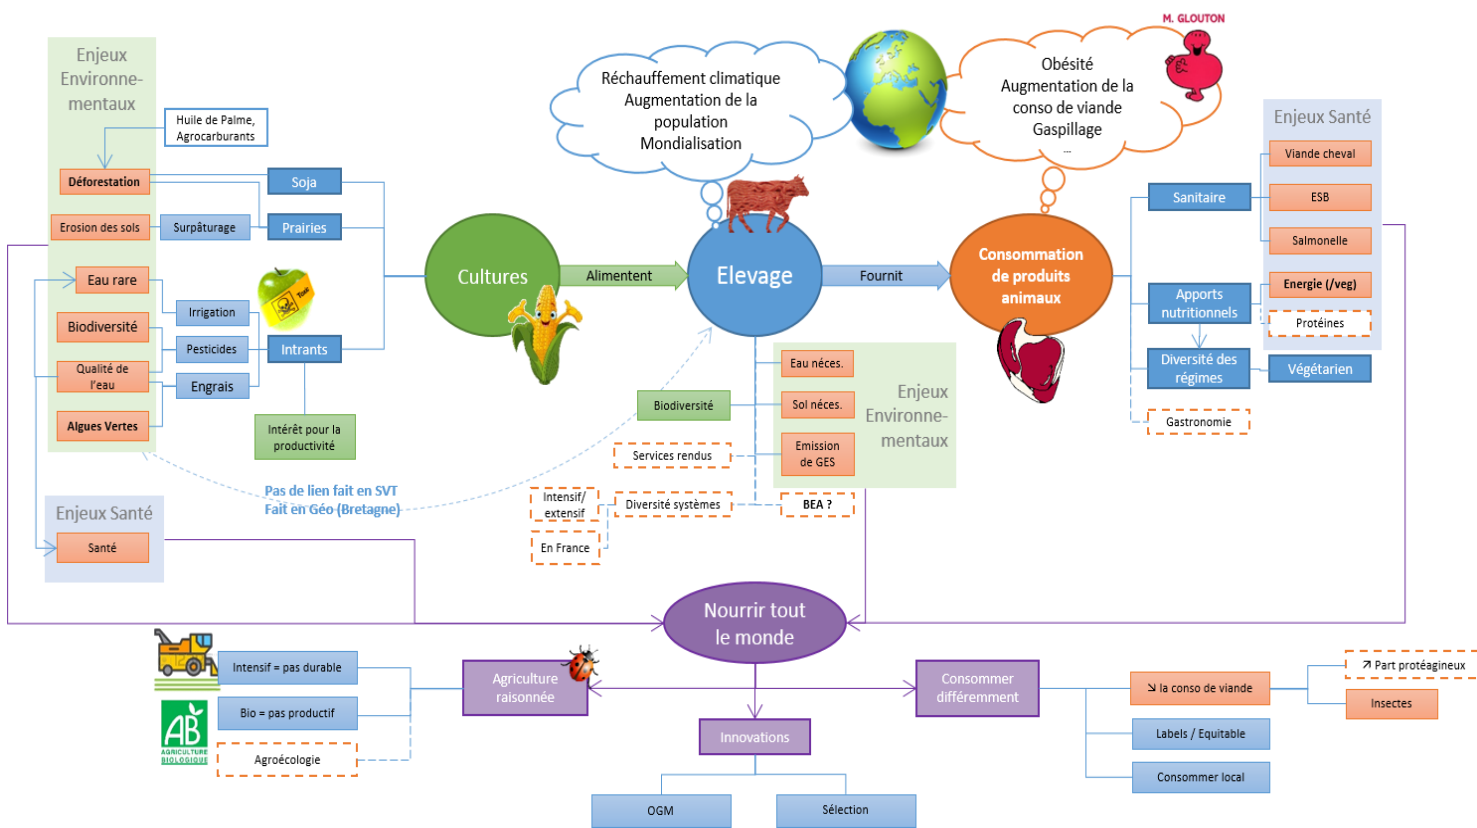 M. GLOUTON
Enjeux
Environne-
mentaux
Huile de Palme,
Agrocarburants
Déforestation
Soja
Erosion des sols
Surpâturage
Prairies
Eau rare
Irrigation
Biodiversité
Pesticides
Intrants
Qualité de
l'eau
Engrais
Algues Vertes
Intérêt pour la
productivité
Toxic
Pas de lien fait en SVT
Fait en Géo (Bretagne)
Enjeux Santé
Santé
Réchauffement climatique
Augmentation de la
population
Mondialisation
Obésité
Augmentation de la
conso de viande
Gaspillage
...
Cultures
Alimentent
Elevage
Fournit
Consommation
de produits
animaux
Eau néces.
Biodiversité
Sol néces.
Enjeux
Environne-
mentaux
Services rendus
Emission
de GES
Intensif/
extensif
Diversité systèmes
BEA ?
En France
Enjeux Santé
Viande cheval
Sanitaire
ESB
Salmonelle
Apports
nutritionnels
Energie (/veg)
Protéines
Diversité des
régimes
Végétarien
Gastronomie
Nourrir tout
le monde
Intensif = pas durable
Agriculture
raisonnée
Bio = pas productif
AB
AGRICULTURE
BIOLOGIQUE
Agroécologie
Innovations
OGM
Sélection
Consommer
différemment
↘ la conso de viande
↗ Part protéagineux
Insectes
Labels / Equitable
Consommer local